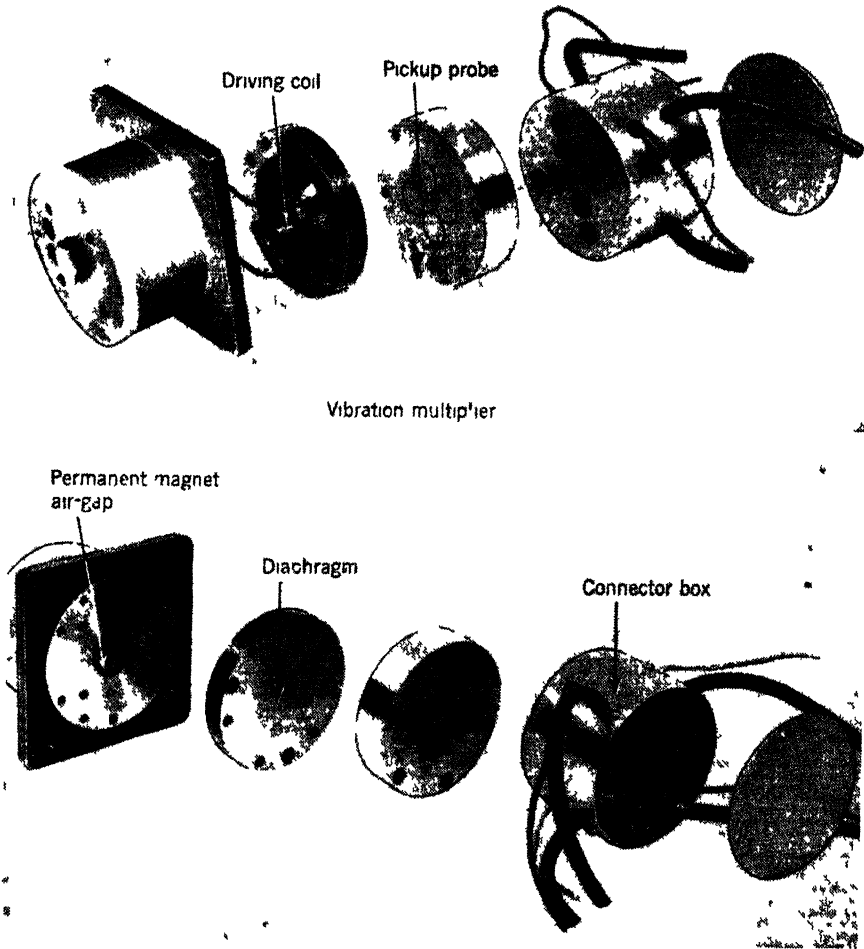 Driving coil
Pickup probe
Vibration multiplier
Permanent magnet
air-gap
Diachragm
Connector box